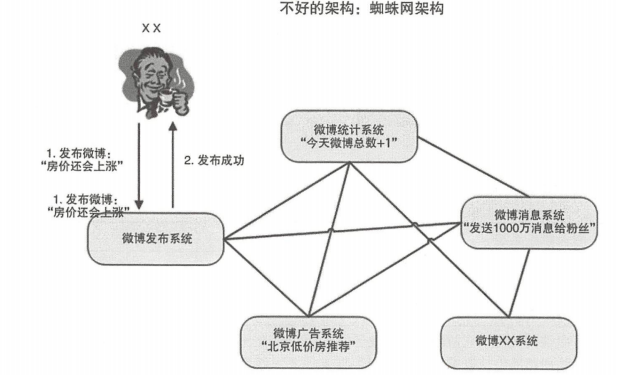 不好的架构：蜘蛛网架构
XX
1. 发布微博：
“房价还会上涨”
2. 发布成功
1. 发布微博：
“房价还会上涨”
微博发布系统
微博统计系统
“今天微博总数+1”
微博消息系统
“发送1000万消息给粉丝”
微博广告系统
“北京低价房推荐”
微博XX系统